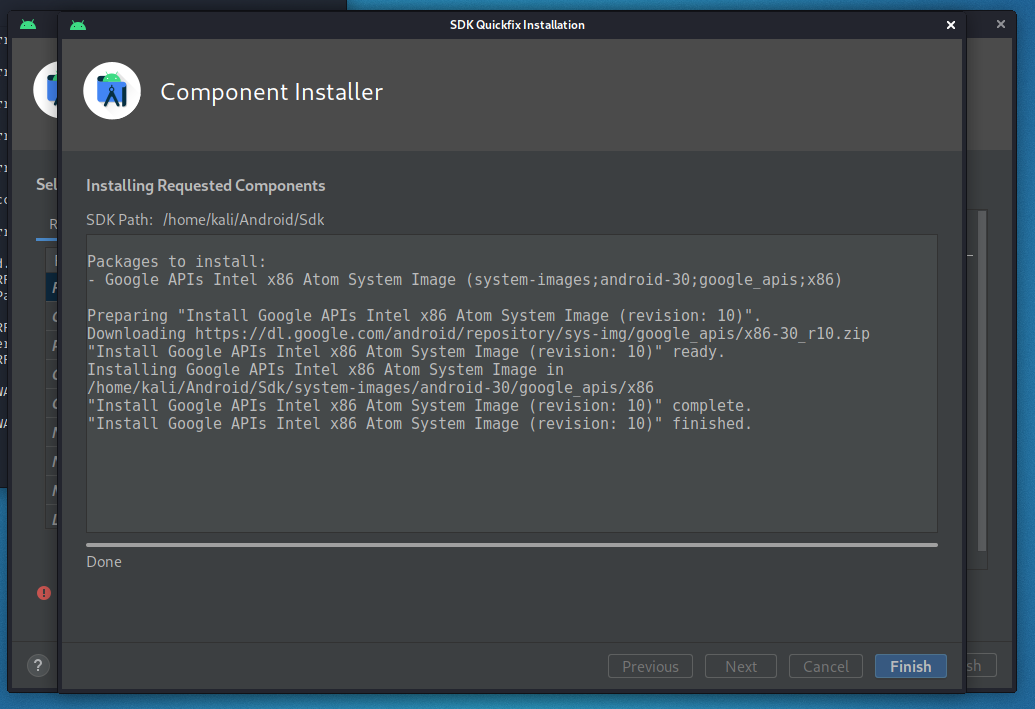 SDK Quickfix Installation
Component Installer
Sel
Installing Requested Components
SDK Path: /home/kali/Android/Sdk
R
Packages to install:
- Google APIs Intel x86 Atom System Image (system-images;android-30;google_apis;x86)
Preparing "Install Google APIs Intel x86 Atom System Image (revision: 10)".
Downloading https://dl.google.com/android/repository/sys-img/google_apis/x86-30_r10.zip
"Install Google APIs Intel x86 Atom System Image (revision: 10)" ready.
Installing Google APIs Intel x86 Atom System Image in
/home/kali/Android/Sdk/system-images/android-30/google_apis/x86
"Install Google APIs Intel x86 Atom System Image (revision: 10)" complete.
"Install Google APIs Intel x86 Atom System Image (revision: 10)" finished.
Done
?
Previous
Next
Cancel
Finish
sh